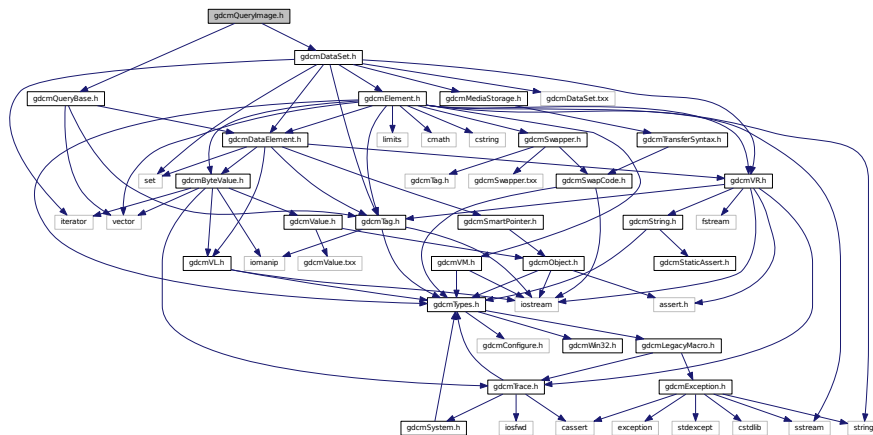 gdcmQueryImage.h
gdcmDataSet.h
gdcmQueryBase.h
gdcmElement.h
gdcmMediaStorage.h
gdcmDataSet.txx
gdcmDataElement.h
limits
cmath
cstring
gdcmSwapper.h
gdcmTransferSyntax.h
set
gdcmByteValue.h
gdcmTag.h
gdcmSwapper.txx
gdcmSwapCode.h
gdcmVR.h
iterator
vector
gdcmValue.h
gdcmTag.h
gdcmSmartPointer.h
gdcmString.h
fstream
gdcmVL.h
iomanip
gdcmValue.txx
gdcmVM.h
gdcmObject.h
gdcmStaticAssert.h
gdcmTypes.h
iostream
assert.h
gdcmConfigure.h
gdcmWin32.h
gdcmLegacyMacro.h
gdcmTrace.h
gdcmException.h
gdcmSystem.h
iosfwd
cassert
exception
stdexcept
cstdlib
sstream
string